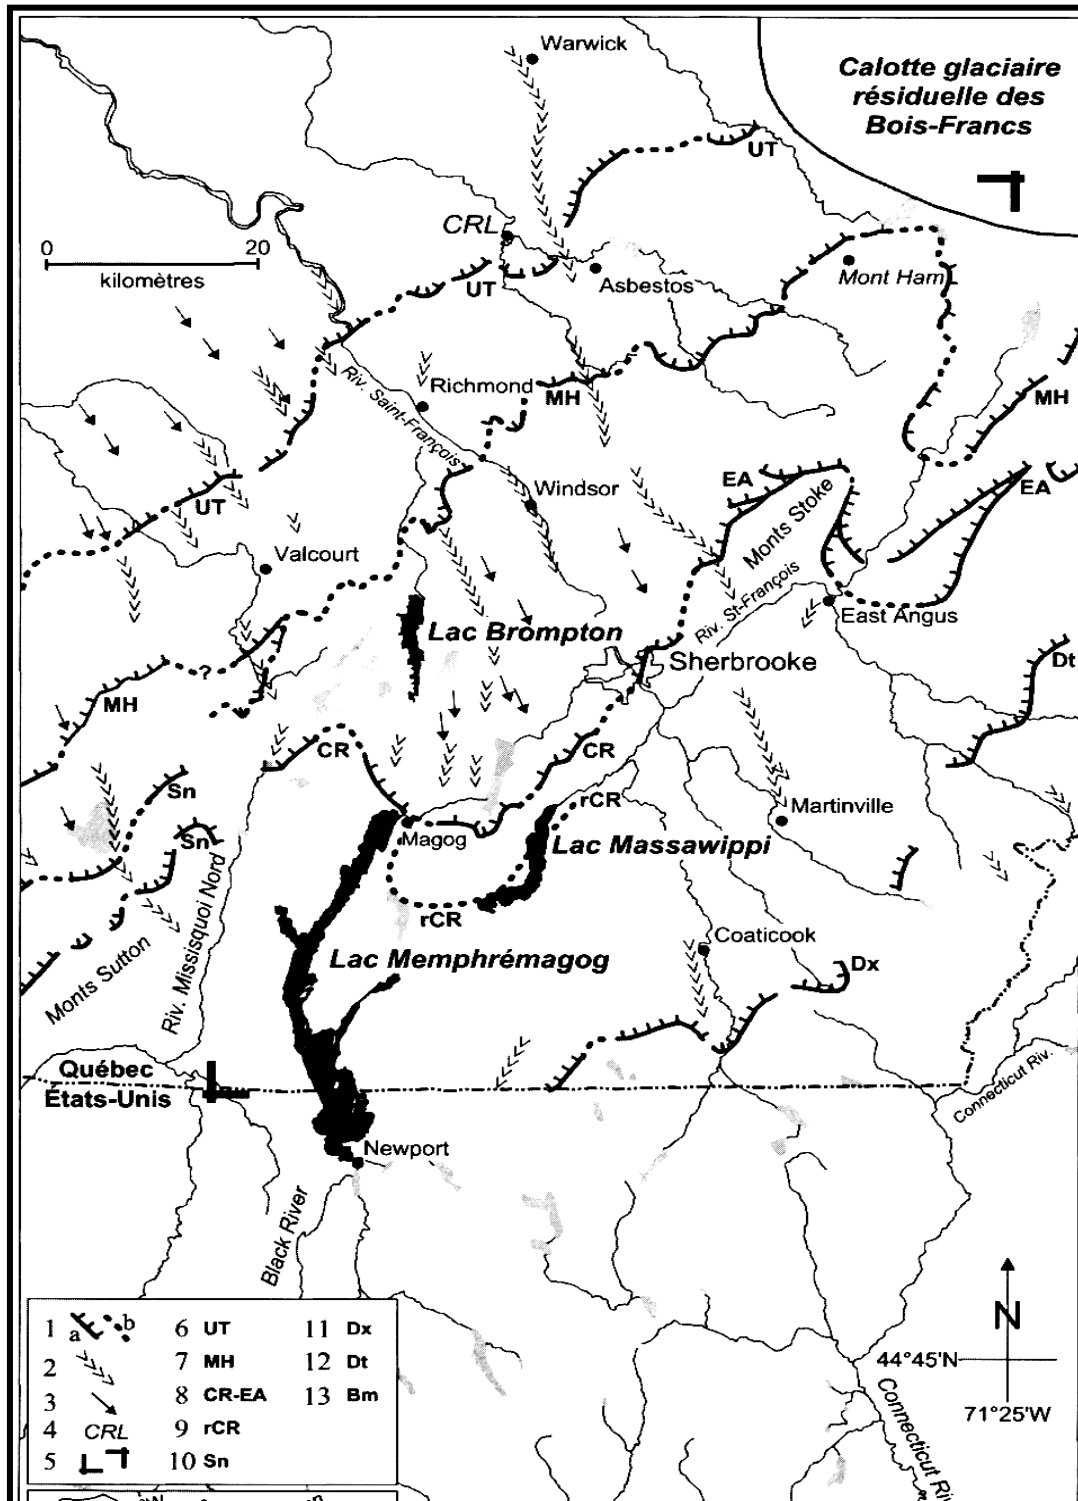 Warwick
Calotte glaciaire
résiduelle des
Bois-Francs
UT
CRL
0 20
kilomètres
UT
Asbestos
Mont Ham
Riv. Saint-François
Richmond
MH
MH
UT
Windsor
EA
EA
Monts Stoke
Valcourt
Riv. St-François
East Angus
Lac Brompton
Sherbrooke
Dt
?
MH
CR
CR
Sn
rCR
Martinville
Sn
Magog
Lac Massawippi
rCR
Coaticook
Lac Memphrémagog
Dx
Monts Sutton
Riv. Missisquoi Nord
Québec
États-Unis
Connecticut Riv.
Newport
Black River
N
44°45'N
71°25'W
Connecticut Riv
1 a b 6 UT 11 Dx
2 7 MH 12 Dt
3 8 CR-EA 13 Bm
4 CRL 9 rCR
5 10 Sn